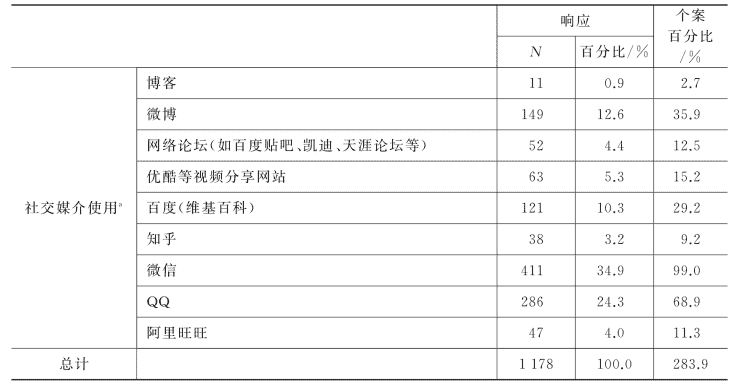 响应 个案百分比/%
N 百分比/%
社交媒介使用ᵃ
博客 11 0.9 2.7
微博 149 12.6 35.9
网络论坛(如百度贴吧、凯迪、天涯论坛等) 52 4.4 12.5
优酷等视频分享网站 63 5.3 15.2
百度(维基百科) 121 10.3 29.2
知乎 38 3.2 9.2
微信 411 34.9 99.0
QQ 286 24.3 68.9
阿里旺旺 47 4.0 11.3
总计 1 178 100.0 283.9